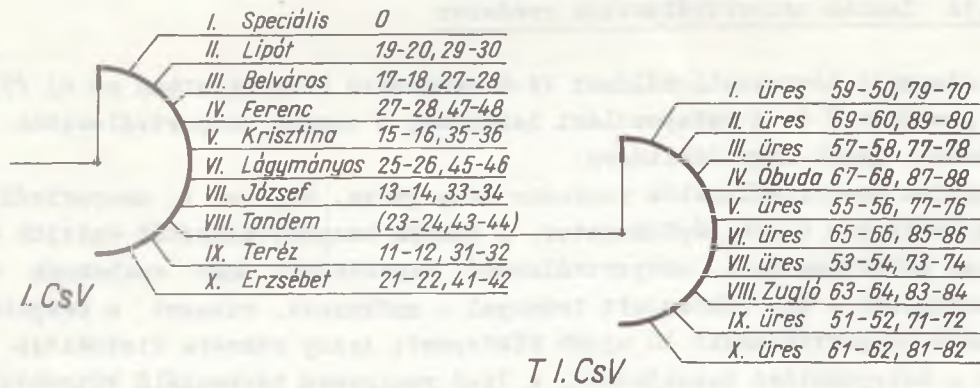 I. Speciális 0
II. Lipót 19-20, 29-30
III. Belváros 17-18, 27-28
IV. Ferenc 27-28, 47-48
V. Krisztina 15-16, 35-36
VI. Lágymányos 25-26, 45-46
VII. József 13-14, 33-34
VIII. Tandem (23-24, 43-44)
IX. Teréz 11-12, 31-32
X. Erzsébet 21-22, 41-42
I. CsV
I. üres 59-50, 79-70
II. üres 69-60, 89-80
III. üres 57-58, 77-78
IV. Óbuda 67-68, 87-88
V. üres 55-56, 77-76
VI. üres 65-66, 85-86
VII. üres 53-54, 73-74
VIII. Zugló 63-64, 83-84
IX. üres 51-52, 71-72
X. üres 61-62, 81-82
T I. CsV